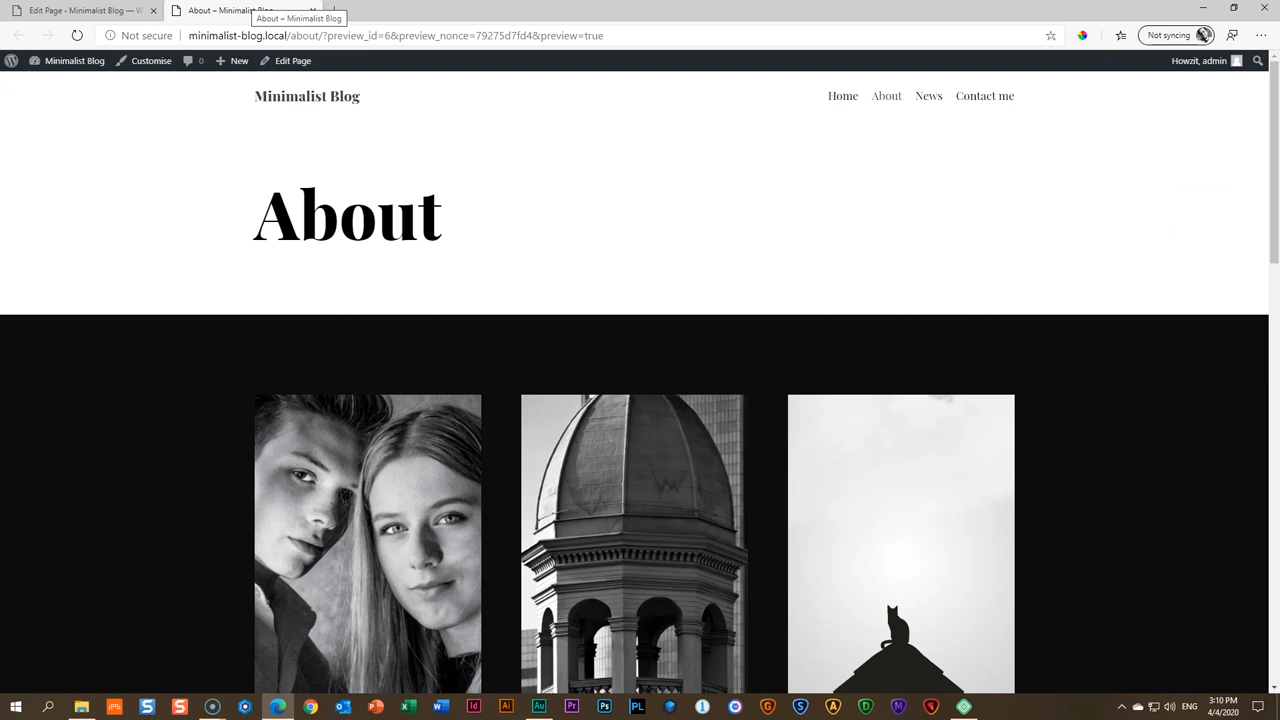 Edit Page ‹ Minimalist Blog — W
About – Minimalist
About – Minimalist Blog
Not secure
minimalist-blog.local/about/?preview_id=6&preview_nonce=79275d7fd4&preview=true
Not syncing
Minimalist Blog
Customise
0
New
Edit Page
Howzit, admin
Minimalist Blog
Home
About
News
Contact me
About
3:10 PM
4/4/2020